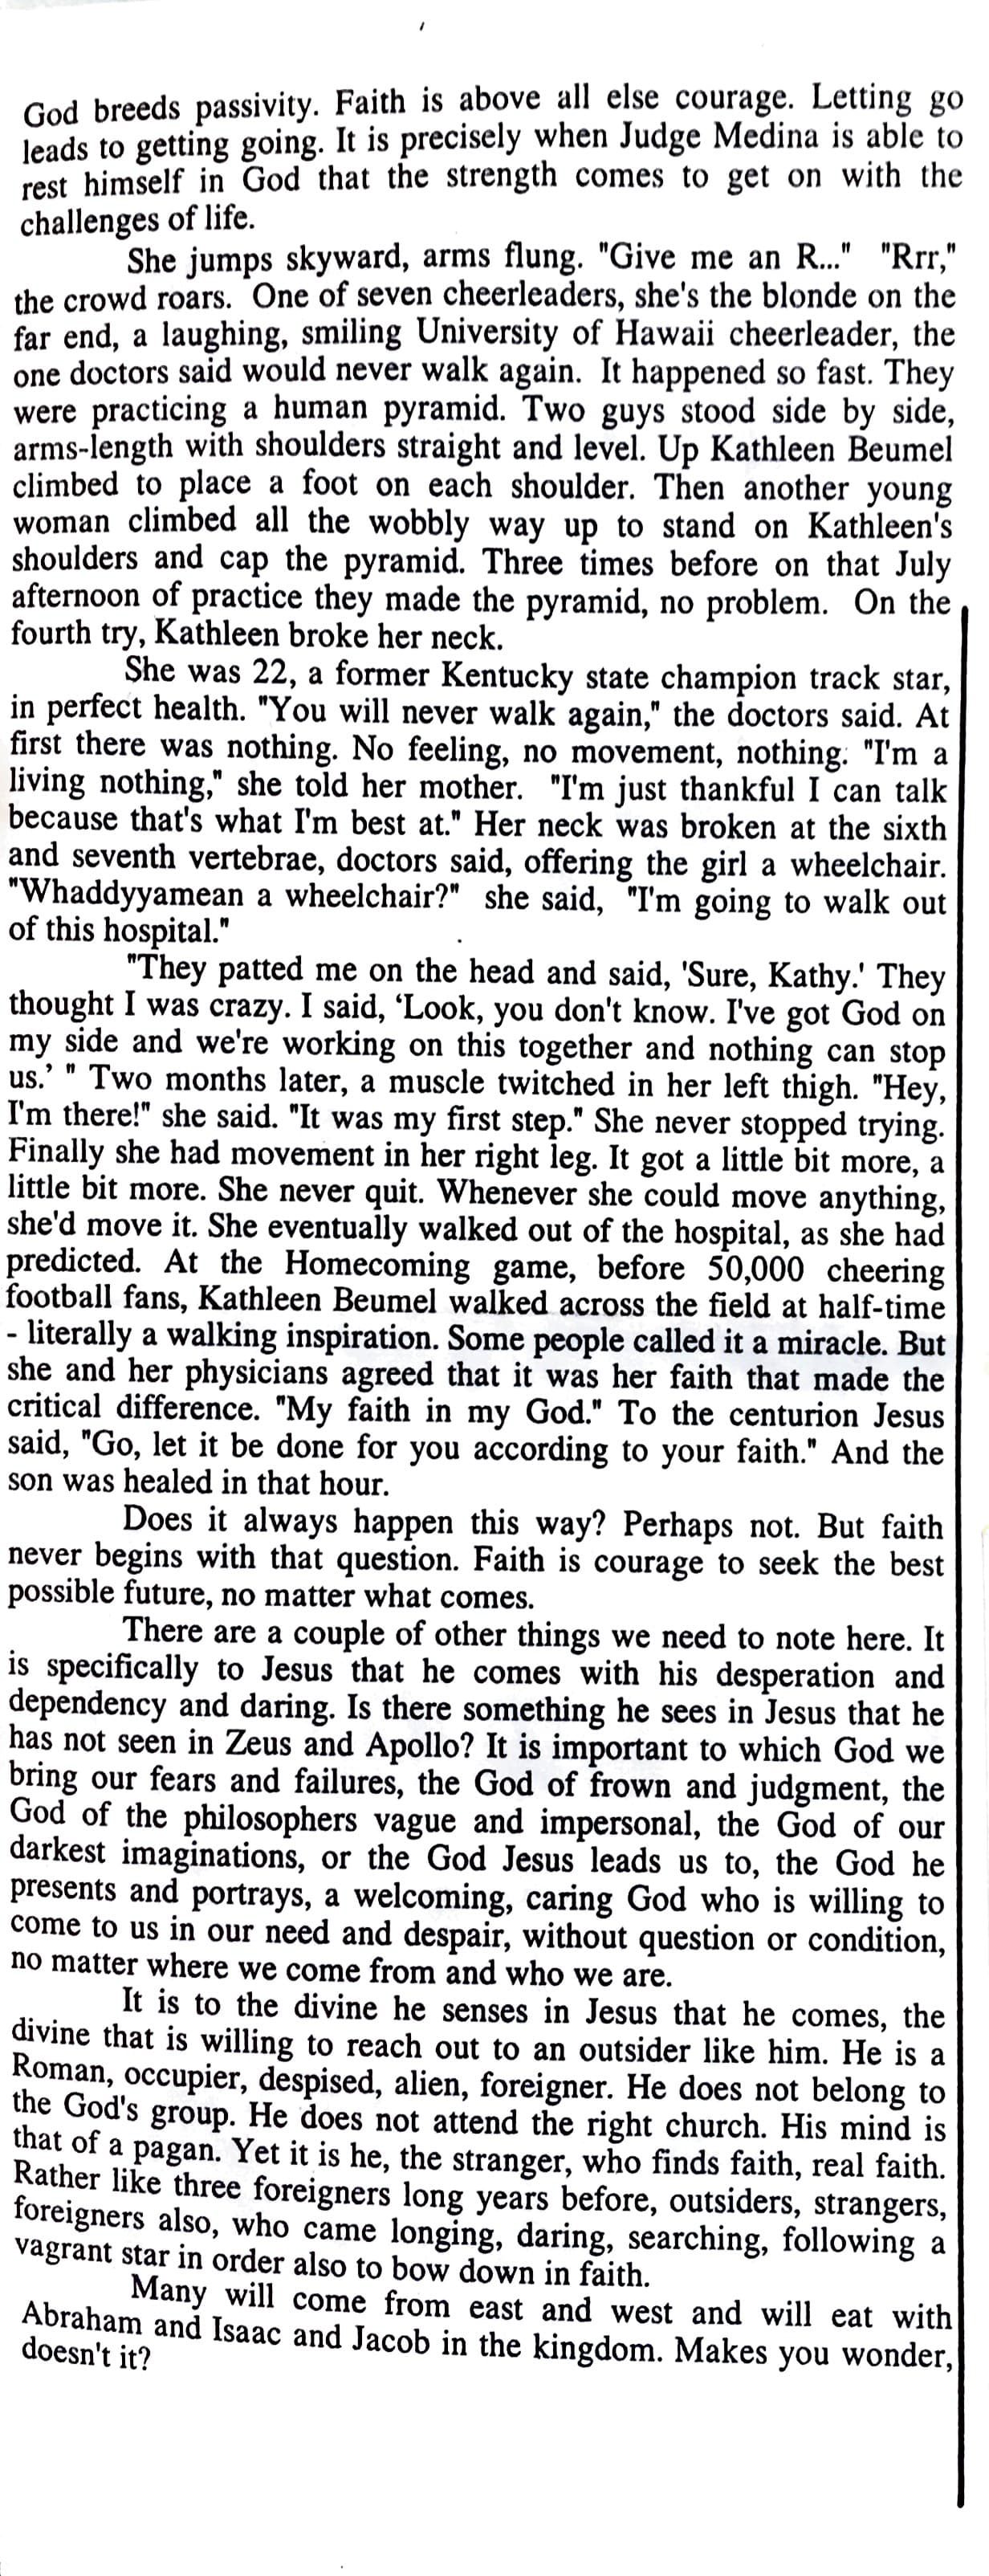 God breeds passivity. Faith is above all else courage. Letting go
leads to getting going. It is precisely when Judge Medina is able to
rest himself in God that the strength comes to get on with the
challenges of life.
She jumps skyward, arms flung. "Give me an R..." "Rrr,"
the crowd roars. One of seven cheerleaders, she's the blonde on the
far end, a laughing, smiling University of Hawaii cheerleader, the
one doctors said would never walk again. It happened so fast. They
were practicing a human pyramid. Two guys stood side by side,
arms-length with shoulders straight and level. Up Kathleen Beumel
climbed to place a foot on each shoulder. Then another young
woman climbed all the wobbly way up to stand on Kathleen's
shoulders and cap the pyramid. Three times before on that July
afternoon of practice they made the pyramid, no problem. On the
fourth try, Kathleen broke her neck.
She was 22, a former Kentucky state champion track star,
in perfect health. "You will never walk again," the doctors said. At
first there was nothing. No feeling, no movement, nothing. "I'm a
living nothing," she told her mother. "I'm just thankful I can talk
because that's what I'm best at." Her neck was broken at the sixth
and seventh vertebrae, doctors said, offering the girl a wheelchair.
"Whaddyyamean a wheelchair?" she said, "I'm going to walk out
of this hospital."
"They patted me on the head and said, 'Sure, Kathy.' They
thought I was crazy. I said, ‘Look, you don't know. I've got God on
my side and we're working on this together and nothing can stop
us.’ " Two months later, a muscle twitched in her left thigh. "Hey,
I'm there!" she said. "It was my first step." She never stopped trying.
Finally she had movement in her right leg. It got a little bit more, a
little bit more. She never quit. Whenever she could move anything,
she'd move it. She eventually walked out of the hospital, as she had
predicted. At the Homecoming game, before 50,000 cheering
football fans, Kathleen Beumel walked across the field at half-time
- literally a walking inspiration. Some people called it a miracle. But
she and her physicians agreed that it was her faith that made the
critical difference. "My faith in my God." To the centurion Jesus
said, "Go, let it be done for you according to your faith." And the
son was healed in that hour.
Does it always happen this way? Perhaps not. But faith
never begins with that question. Faith is courage to seek the best
possible future, no matter what comes.
There are a couple of other things we need to note here. It
is specifically to Jesus that he comes with his desperation and
dependency and daring. Is there something he sees in Jesus that he
has not seen in Zeus and Apollo? It is important to which God we
bring our fears and failures, the God of frown and judgment, the
God of the philosophers vague and impersonal, the God of our
darkest imaginations, or the God Jesus leads us to, the God he
presents and portrays, a welcoming, caring God who is willing to
come to us in our need and despair, without question or condition,
no matter where we come from and who we are.
It is to the divine he senses in Jesus that he comes, the
divine that is willing to reach out to an outsider like him. He is a
Roman, occupier, despised, alien, foreigner. He does not belong to
the God's group. He does not attend the right church. His mind is
that of a pagan. Yet it is he, the stranger, who finds faith, real faith.
Rather like three foreigners long years before, outsiders, strangers,
foreigners also, who came longing, daring, searching, following a
vagrant star in order also to bow down in faith.
Many will come from east and west and will eat with
Abraham and Isaac and Jacob in the kingdom. Makes you wonder,
doesn't it?